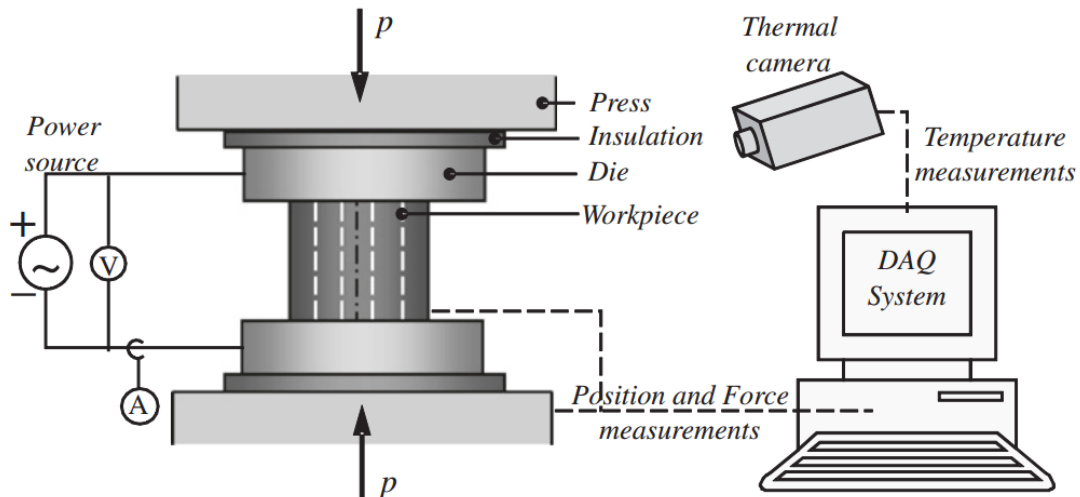 p
Thermal
camera
Press
Insulation
Die
Workpiece
Power
source
Temperature
measurements
+
~
−
V
A
DAQ
System
Position and Force
measurements
p